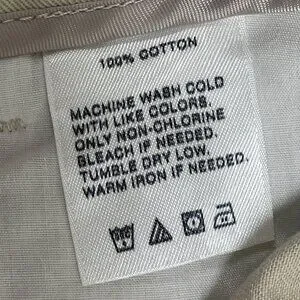 100% COTTON
MACHINE WASH COLD
WITH LIKE COLORS.
ONLY NON-CHLORINE
BLEACH IF NEEDED.
TUMBLE DRY LOW.
WARM IRON IF NEEDED.